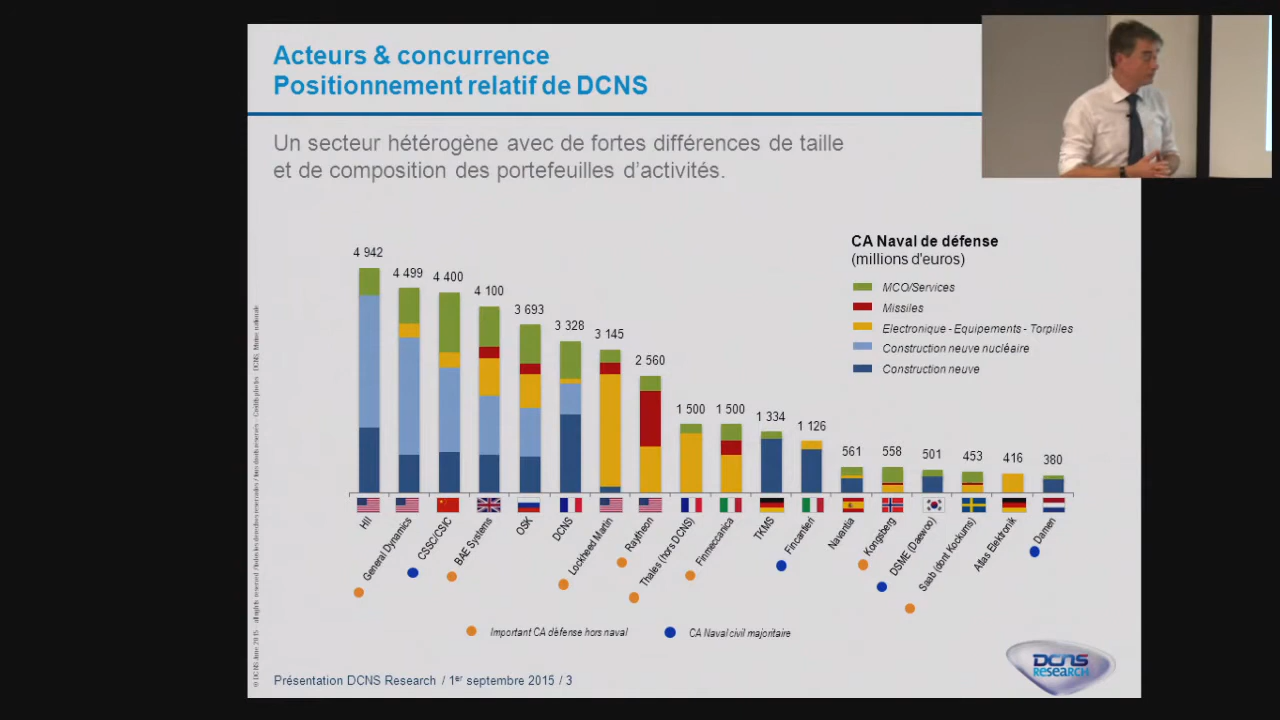 Acteurs & concurrence
Positionnement relatif de DCNS
Un secteur hétérogène avec de fortes différences de taille
et de composition des portefeuilles d'activités.
CA Naval de défense
(millions d'euros)
MCO/Services
Missiles
Electronique - Equipements - Torpilles
Construction neuve nucléaire
Construction neuve
4 942
4 499
4 400
4 100
3 693
3 328
3 145
2 560
1 500
1 500
1 334
1 126
561
558
501
453
416
380
HII
General Dynamics
CSSC/CSIC
BAE Systems
OSK
DCNS
Lockheed Martin
Raytheon
Thales (hors DCNS)
Finmeccanica
TKMS
Fincantieri
Navantia
Kongsberg
DSME (Daewoo)
Saab (dont Kockums)
Atlas Elektronik
Damen
Important CA défense hors naval
CA Naval civil majoritaire
DCNS
RESEARCH
Présentation DCNS Research / 1er septembre 2015 / 3